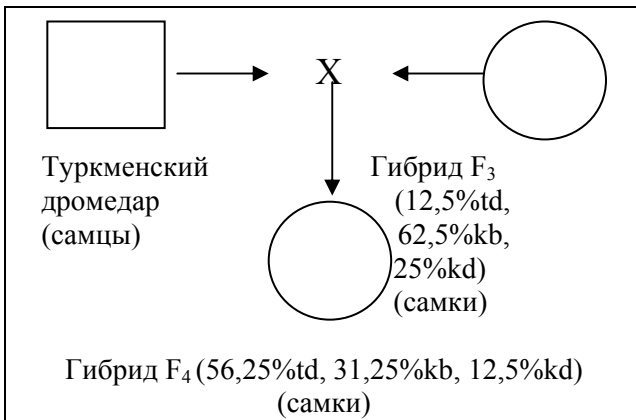 X
Туркменский
дромедар
(самцы)
Гибрид F₃
(12,5%td,
62,5%kb,
25%kd)
(самки)
Гибрид F₄ (56,25%td, 31,25%kb, 12,5%kd)
(самки)